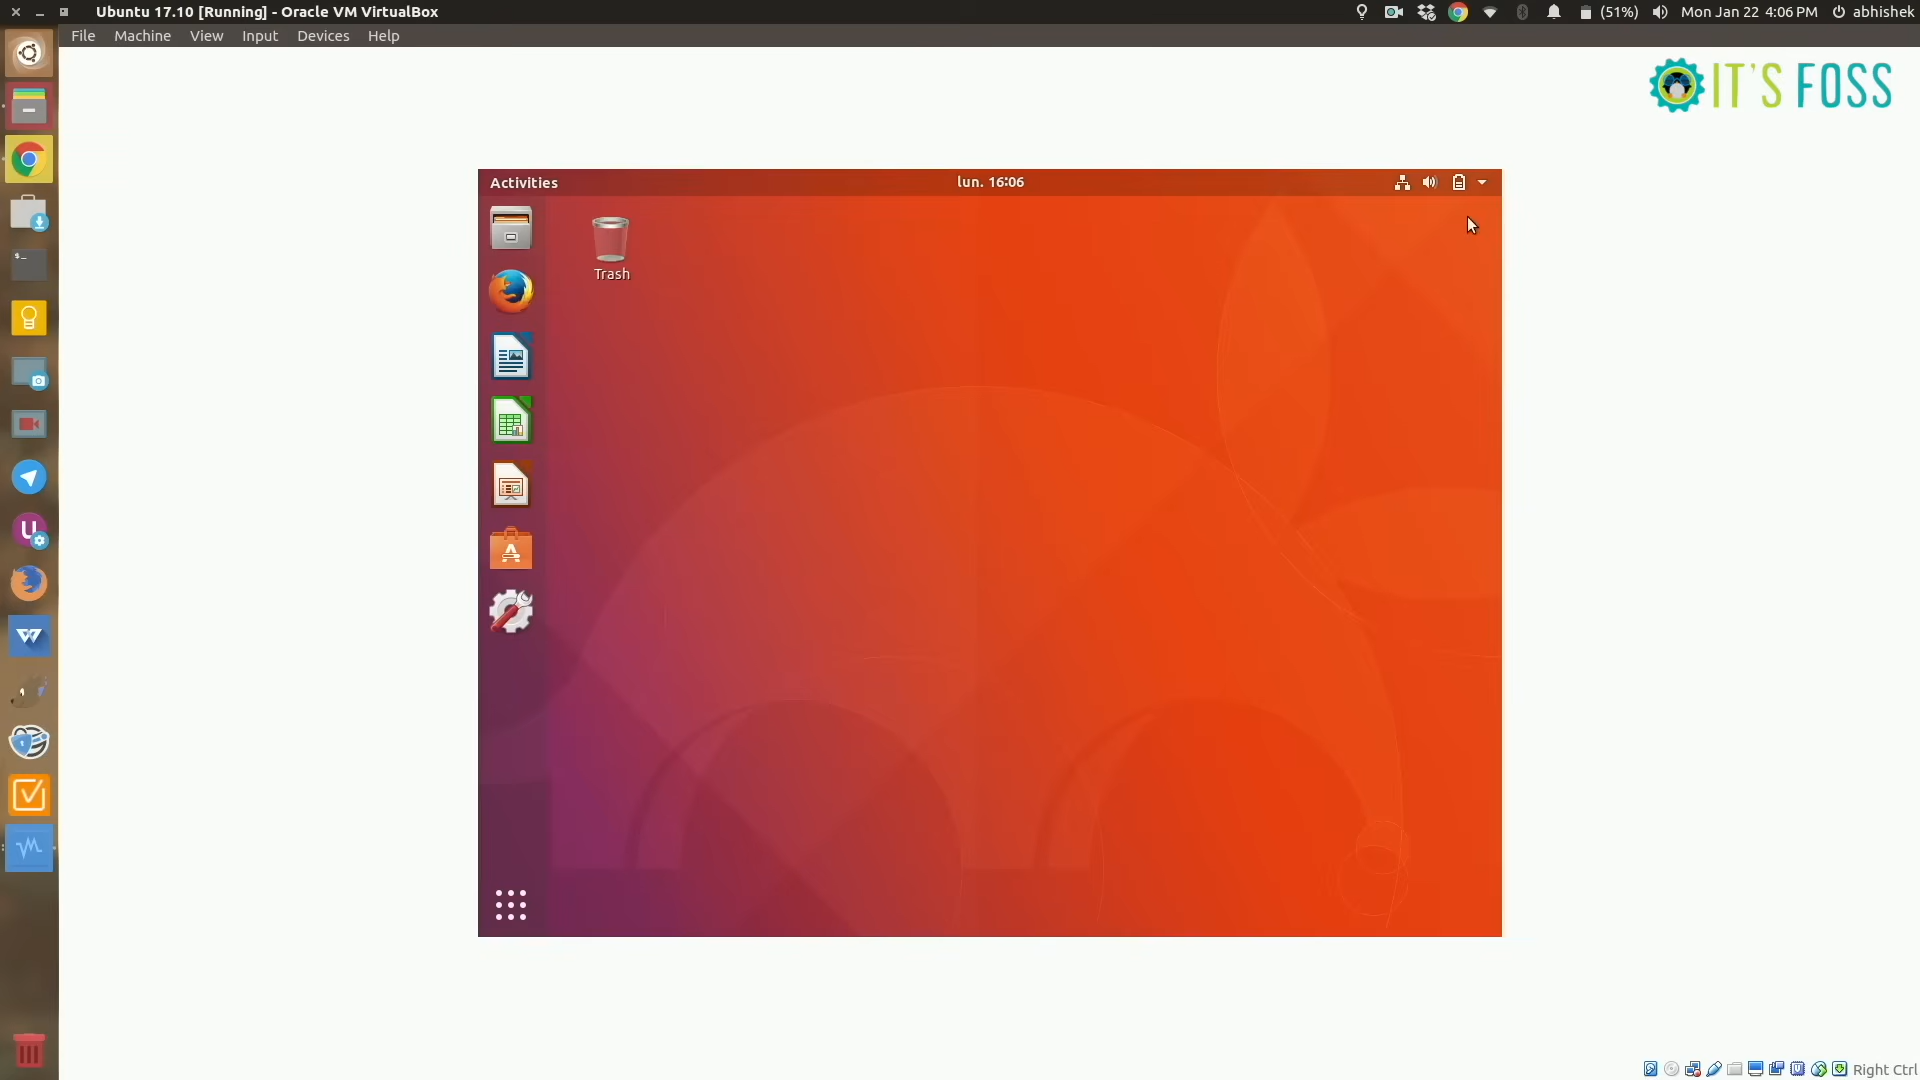 Ubuntu 17.10 [Running] - Oracle VM VirtualBox
(51%)
Mon Jan 22 4:06 PM
abhishek
File Machine View Input Devices Help
IT'S FOSS
Activities
lun. 16:06
Trash
Right Ctrl